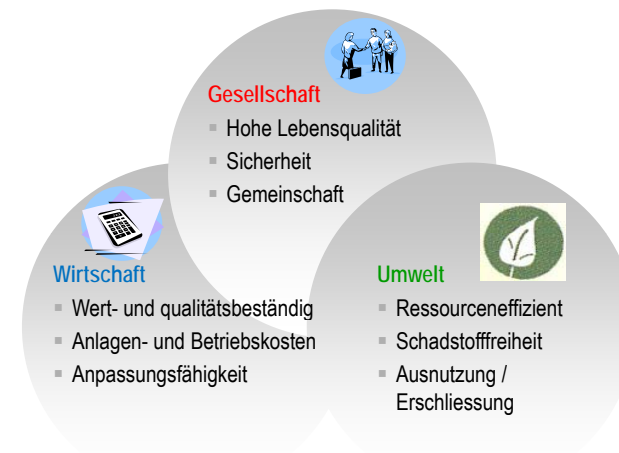 Gesellschaft
Hohe Lebensqualität
Sicherheit
Gemeinschaft
Wirtschaft
Wert- und qualitätsbeständig
Anlagen- und Betriebskosten
Anpassungsfähigkeit
Umwelt
Ressourceneffizient
Schadstofffreiheit
Ausnutzung /
Erschliessung